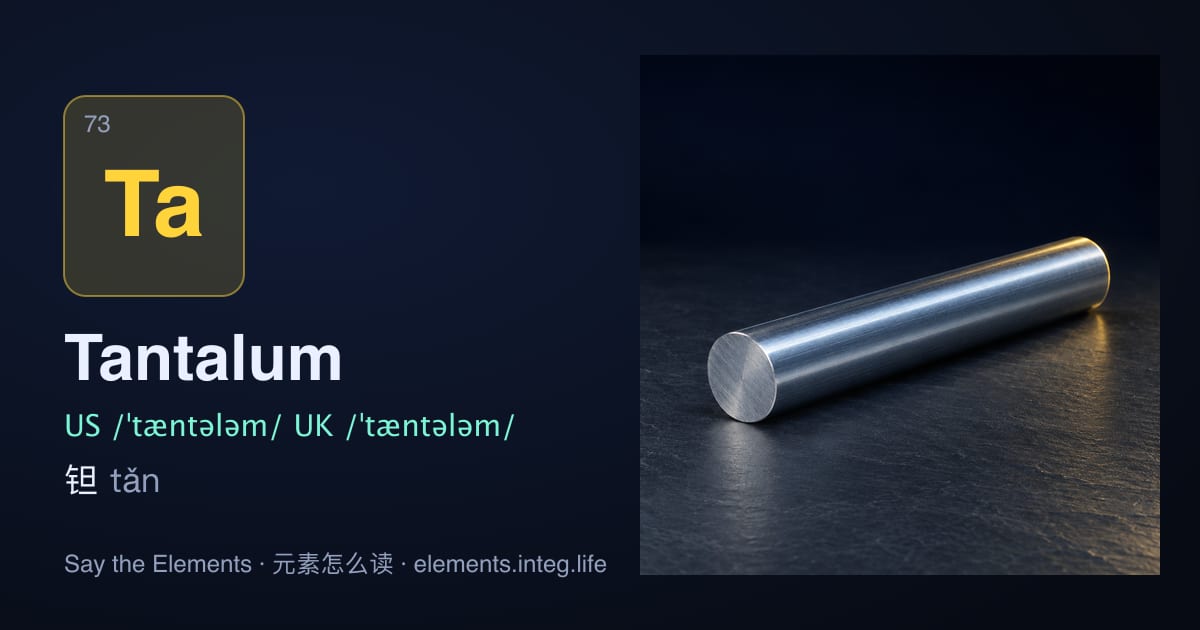 73
Ta
Tantalum
US /ˈtæntələm/ UK /ˈtæntələm/
钽 tǎn
Say the Elements · 元素怎么读 · elements.integ.life